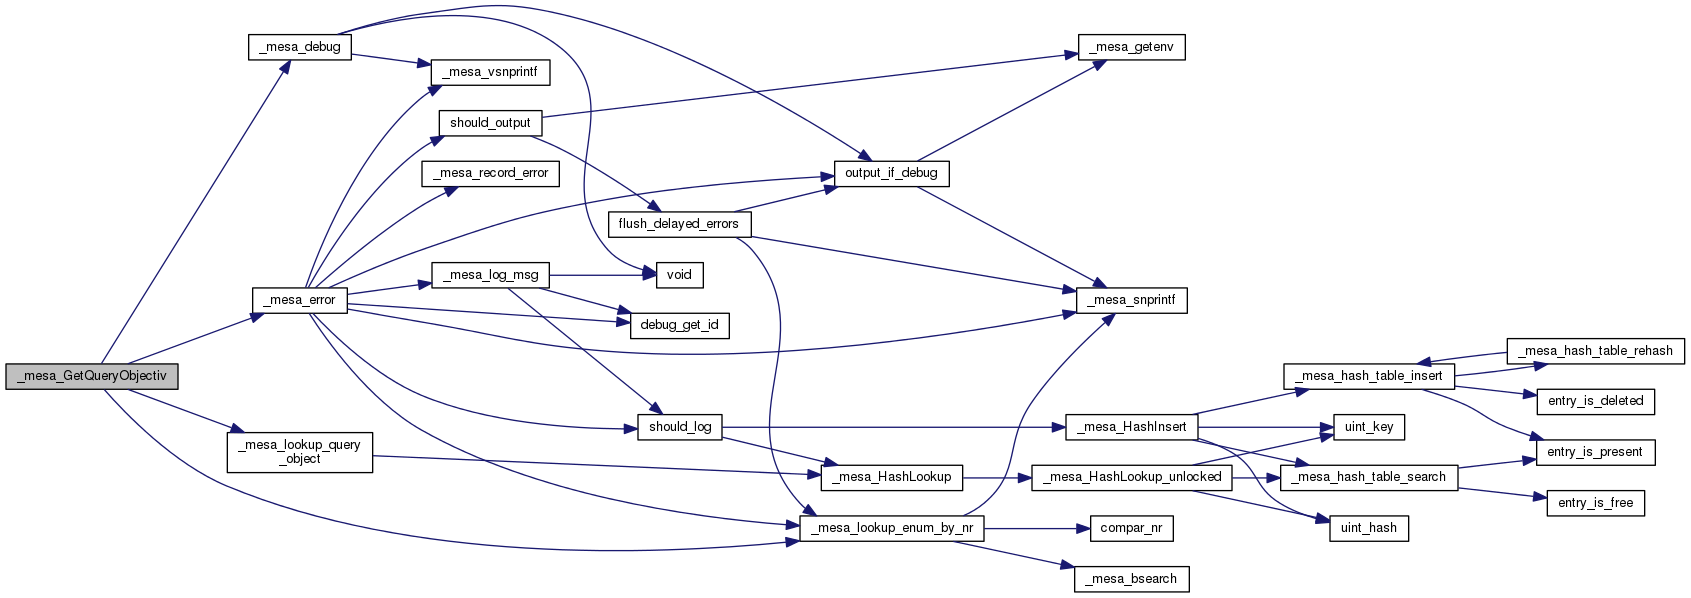 _mesa_debug
_mesa_getenv
_mesa_vsnprintf
should_output
_mesa_record_error
output_if_debug
flush_delayed_errors
_mesa_log_msg
void
_mesa_error
_mesa_snprintf
debug_get_id
_mesa_hash_table_rehash
_mesa_GetQueryObjectiv
_mesa_hash_table_insert
entry_is_deleted
should_log
_mesa_HashInsert
uint_key
_mesa_lookup_query
_object
entry_is_present
_mesa_HashLookup
_mesa_HashLookup_unlocked
_mesa_hash_table_search
entry_is_free
_mesa_lookup_enum_by_nr
compar_nr
uint_hash
_mesa_bsearch